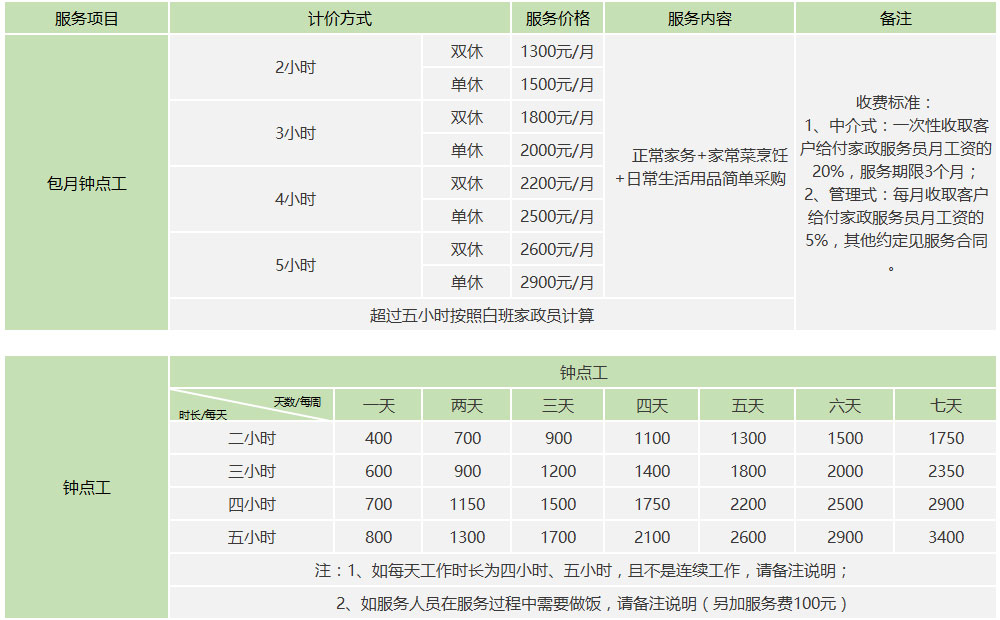 服务项目 计价方式 服务价格 服务内容 备注
包月钟点工
2小时 双休 1300元/月
单休 1500元/月
3小时 双休 1800元/月
单休 2000元/月
4小时 双休 2200元/月
单休 2500元/月
5小时 双休 2600元/月
单休 2900元/月
正常家务+家常菜烹饪
+日常生活用品简单采购
收费标准：
1、中介式：一次性收取客
户给付家政服务员月工资的
20%，服务期限3个月；
2、管理式：每月收取客户
给付家政服务员月工资的
5%，其他约定见服务合同
。
超过五小时按照白班家政员计算
钟点工
钟点工
天数/每周
时长/每天
一天 两天 三天 四天 五天 六天 七天
二小时 400 700 900 1100 1300 1500 1750
三小时 600 900 1200 1400 1800 2000 2350
四小时 700 1150 1500 1750 2200 2500 2900
五小时 800 1300 1700 2100 2600 2900 3400
注：1、如每天工作时长为四小时、五小时，且不是连续工作，请备注说明；
2、如服务人员在服务过程中需要做饭，请备注说明（另加服务费100元）